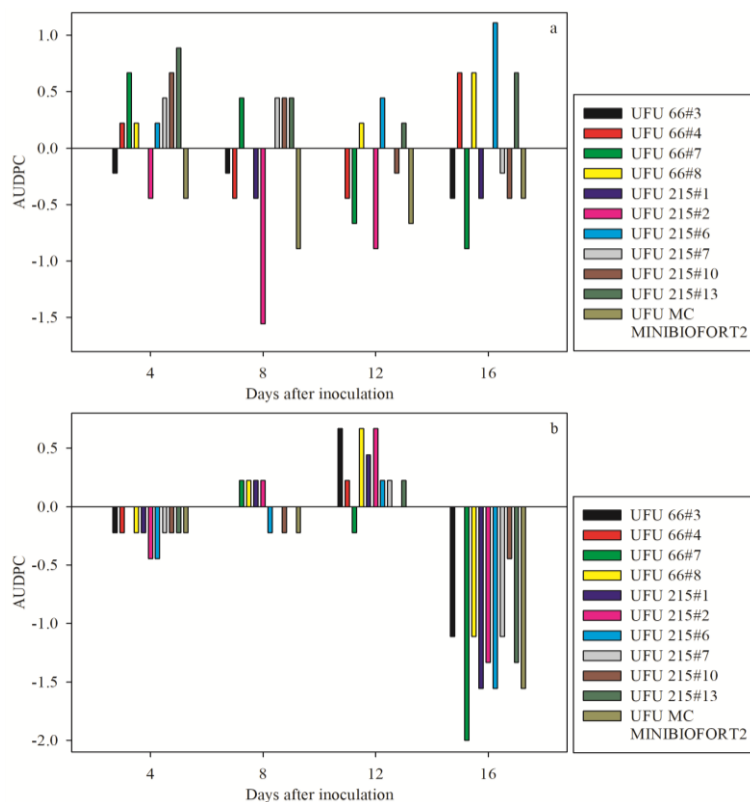 a
1.0
0.5
0.0
-0.5
-1.0
-1.5
AUDPC
4 8 12 16
Days after inoculation
UFU 66#3
UFU 66#4
UFU 66#7
UFU 66#8
UFU 215#1
UFU 215#2
UFU 215#6
UFU 215#7
UFU 215#10
UFU 215#13
UFU MC
MINIBIOFORT2
b
0.5
0.0
-0.5
-1.0
-1.5
-2.0
AUDPC
4 8 12 16
Days after inoculation
UFU 66#3
UFU 66#4
UFU 66#7
UFU 66#8
UFU 215#1
UFU 215#2
UFU 215#6
UFU 215#7
UFU 215#10
UFU 215#13
UFU MC
MINIBIOFORT2